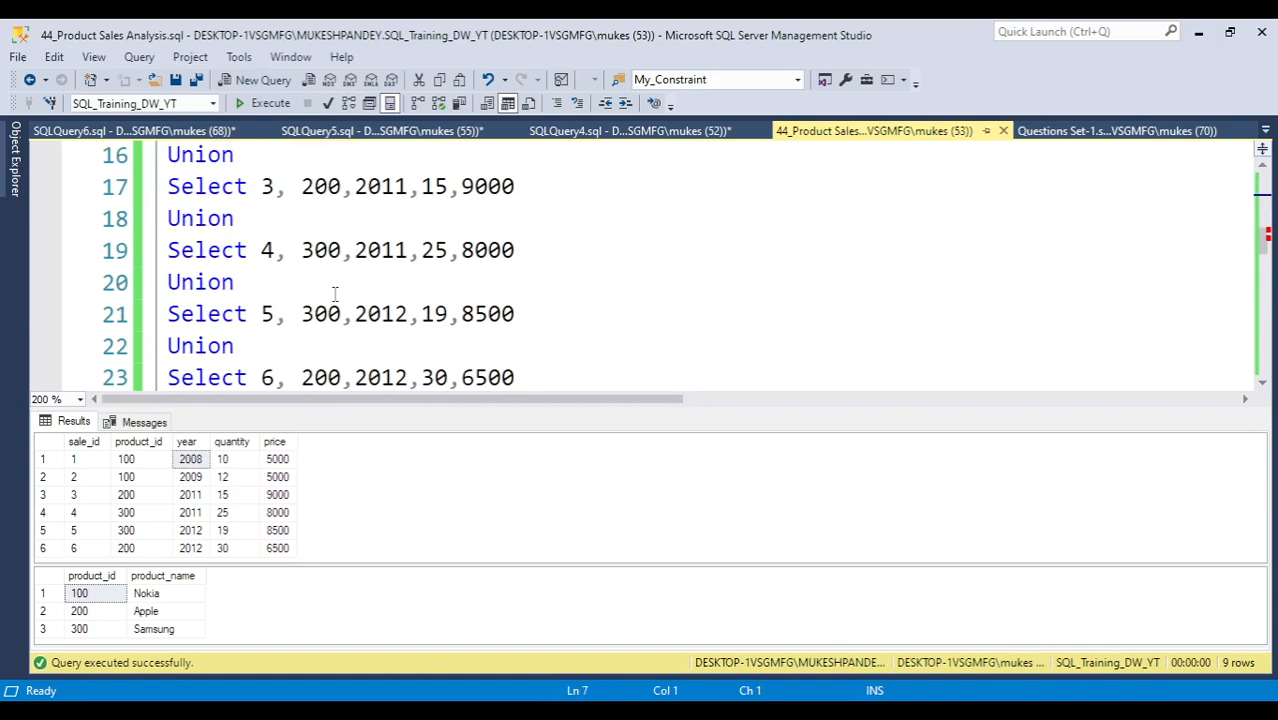 44_Product Sales Analysis.sql - DESKTOP-1VSGMFG\MUKESHPANDEY.SQL_Training_DW_YT (DESKTOP-1VSGMFG\mukes (53)) - Microsoft SQL Server Management Studio
Quick Launch (Ctrl+Q)
File Edit View Query Project Tools Window Help
New Query My_Constraint
SQL_Training_DW_YT Execute
SQLQuery6.sql - D...SGMFG\mukes (68))* SQLQuery5.sql - D...SGMFG\mukes (55))* SQLQuery4.sql - D...SGMFG\mukes (52))* 44_Product Sales...VSGMFG\mukes (53)) Questions Set-1.s...VSGMFG\mukes (70))
Object Explorer
16 Union
17 Select 3, 200,2011,15,9000
18 Union
19 Select 4, 300,2011,25,8000
20 Union
21 Select 5, 300,2012,19,8500
22 Union
23 Select 6, 200,2012,30,6500
200 %
Results Messages
sale_id product_id year quantity price
1 1 100 2008 10 5000
2 2 100 2009 12 5000
3 3 200 2011 15 9000
4 4 300 2011 25 8000
5 5 300 2012 19 8500
6 6 200 2012 30 6500
product_id product_name
1 100 Nokia
2 200 Apple
3 300 Samsung
Query executed successfully. DESKTOP-1VSGMFG\MUKESHPANDE... DESKTOP-1VSGMFG\mukes ... SQL_Training_DW_YT 00:00:00 9 rows
Ready Ln 7 Col 1 Ch 1 INS